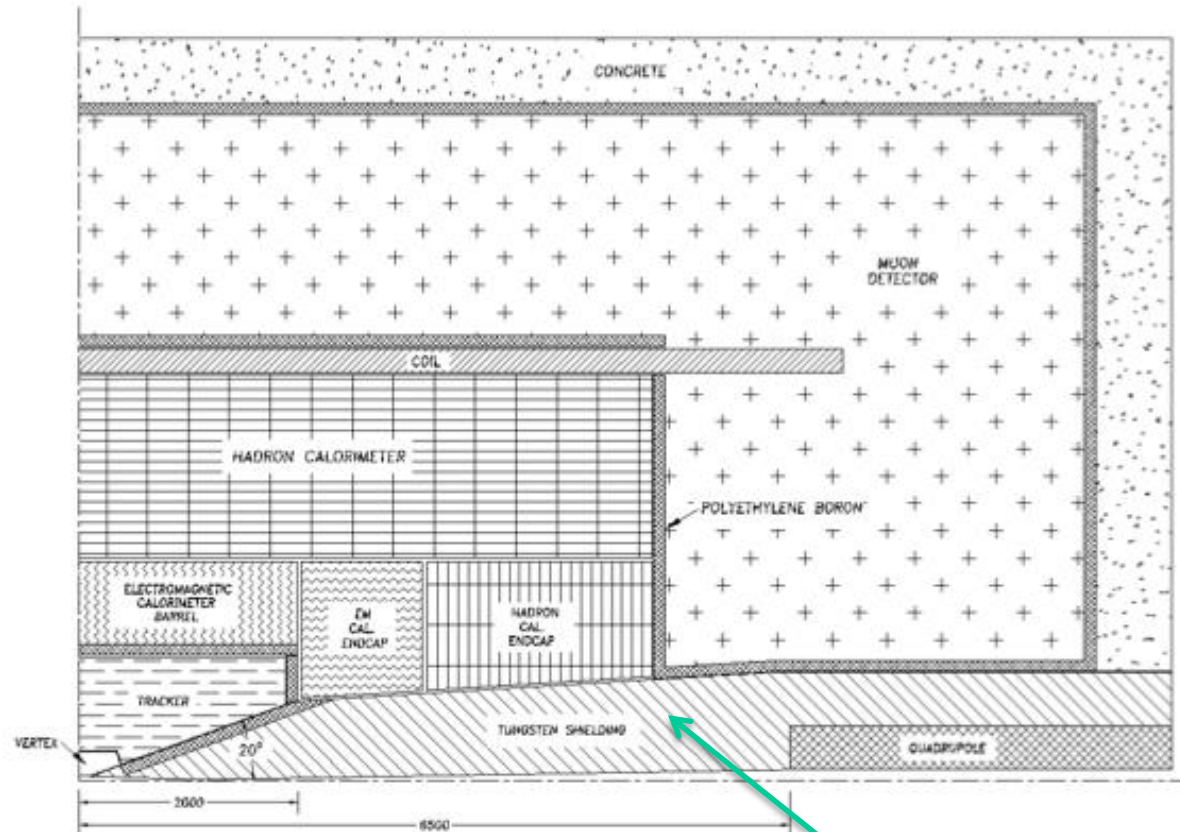 CONCRETE
MUON
DETECTOR
COIL
HADRON CALORIMETER
POLYETHYLENE BORON
ELECTROMAGNETIC
CALORIMETER
BARREL
EM
CAL.
ENDCAP
HADRON
CAL.
ENDCAP
TRACKER
TUNGSTEN SHIELDING
VERTEX
20°
QUADRUPOLE
2000
6500